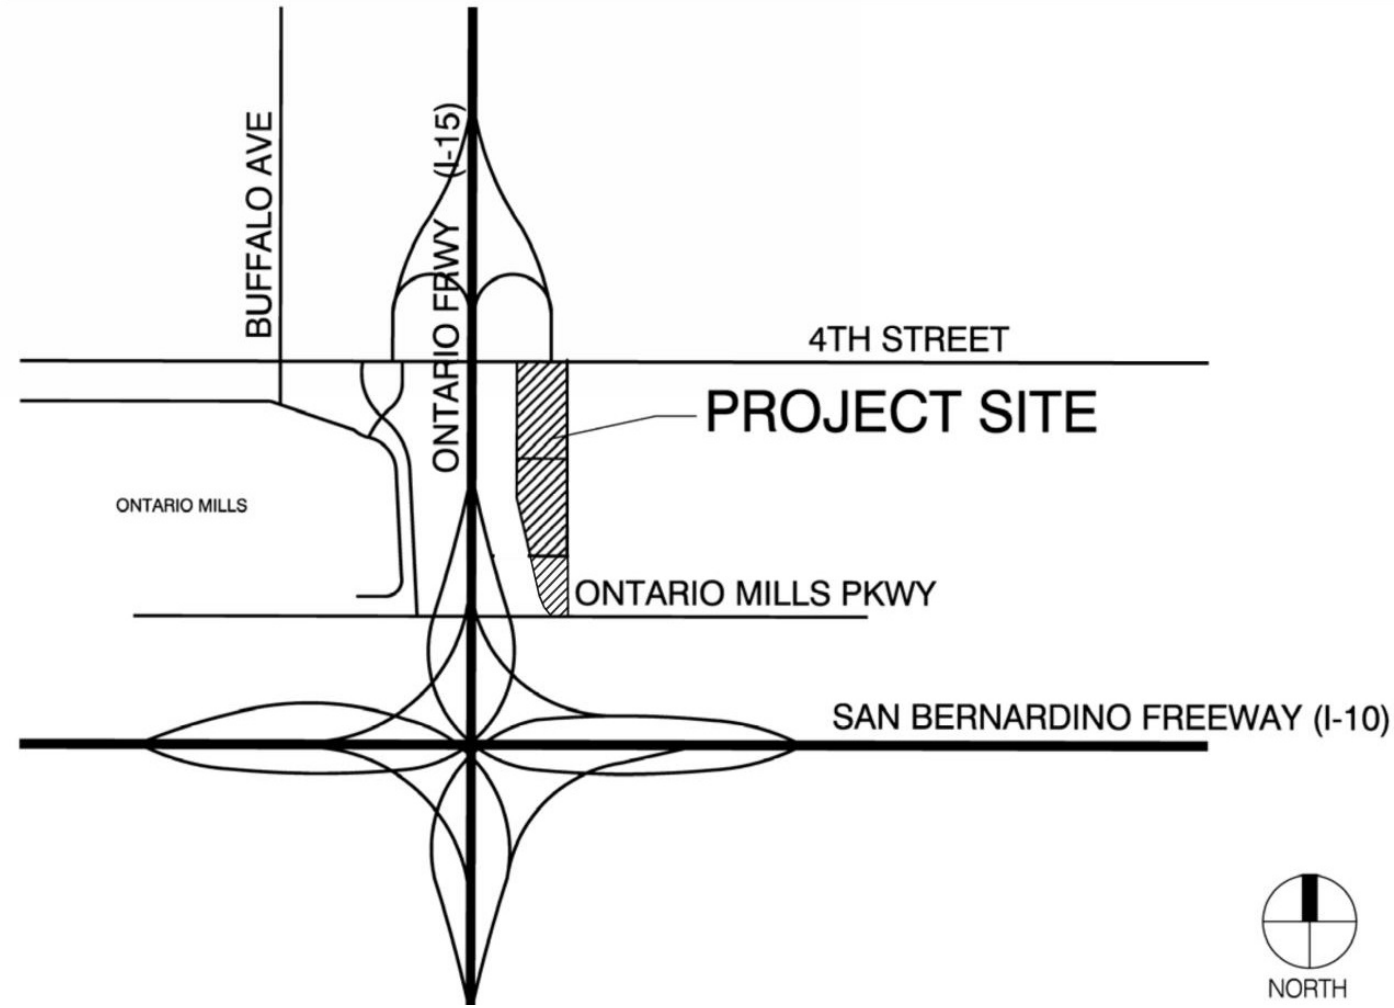 BUFFALO AVE
ONTARIO FRWY (I-15)
4TH STREET
PROJECT SITE
ONTARIO MILLS
ONTARIO MILLS PKWY
SAN BERNARDINO FREEWAY (I-10)
NORTH